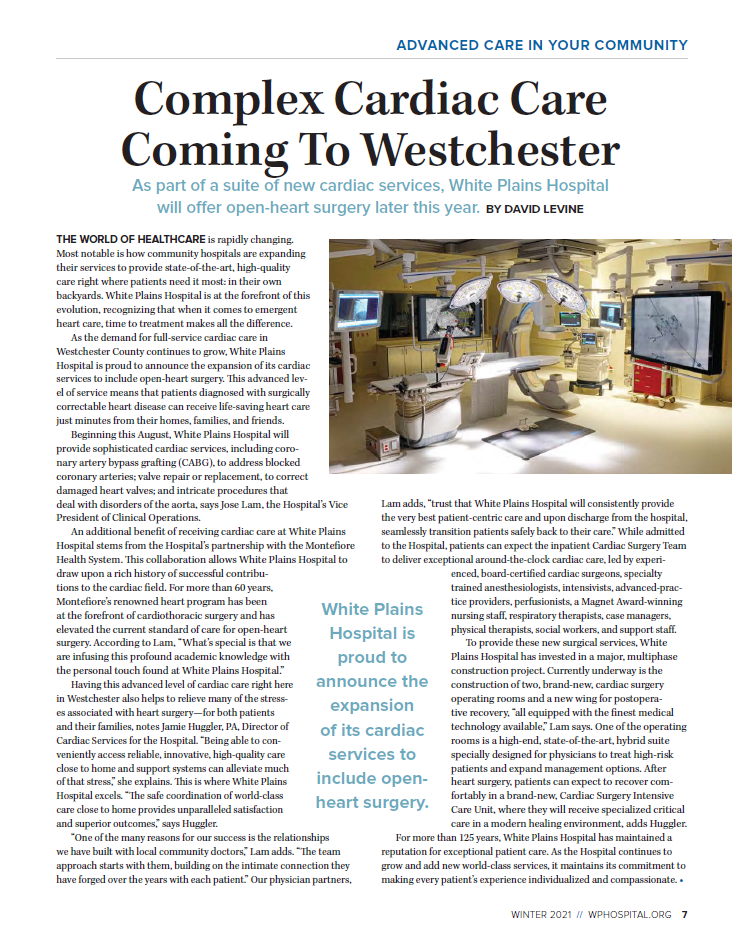 ADVANCED CARE IN YOUR COMMUNITY
Complex Cardiac Care
Coming To Westchester
As part of a suite of new cardiac services, White Plains Hospital
will offer open-heart surgery later this year. BY DAVID LEVINE
THE WORLD OF HEALTHCARE is rapidly changing.
Most notable is how community hospitals are expanding
their services to provide state-of-the-art, high-quality
care right where patients need it most: in their own
backyards. White Plains Hospital is at the forefront of this
evolution, recognizing that when it comes to emergent
heart care, time to treatment makes all the difference.
As the demand for full-service cardiac care in
Westchester County continues to grow, White Plains
Hospital is proud to announce the expansion of its cardiac
services to include open-heart surgery. This advanced lev-
el of service means that patients diagnosed with surgically
correctable heart disease can receive life-saving heart care
just minutes from their homes, families, and friends.
Beginning this August, White Plains Hospital will
provide sophisticated cardiac services, including coro-
nary artery bypass grafting (CABG), to address blocked
coronary arteries; valve repair or replacement, to correct
damaged heart valves; and intricate procedures that
deal with disorders of the aorta, says Jose Lam, the Hospital's Vice
President of Clinical Operations.
An additional benefit of receiving cardiac care at White Plains
Hospital stems from the Hospital's partnership with the Montefiore
Health System. This collaboration allows White Plains Hospital to
draw upon a rich history of successful contribu-
tions to the cardiac field. For more than 60 years,
Montefiore's renowned heart program has been
at the forefront of cardiothoracic surgery and has
elevated the current standard of care for open-heart
surgery. According to Lam, "What's special is that we
are infusing this profound academic knowledge with
the personal touch found at White Plains Hospital."
Having this advanced level of cardiac care right here
in Westchester also helps to relieve many of the stress-
es associated with heart surgery—for both patients
and their families, notes Jamie Huggler, PA, Director of
Cardiac Services for the Hospital. "Being able to con-
veniently access reliable, innovative, high-quality care
close to home and support systems can alleviate much
of that stress," she explains. This is where White Plains
Hospital excels. "The safe coordination of world-class
care close to home provides unparalleled satisfaction
and superior outcomes," says Huggler.
"One of the many reasons for our success is the relationships
we have built with local community doctors," Lam adds. "The team
approach starts with them, building on the intimate connection they
have forged over the years with each patient." Our physician partners,
White Plains
Hospital is
proud to
announce the
expansion
of its cardiac
services to
include open-
heart surgery.
Lam adds, "trust that White Plains Hospital will consistently provide
the very best patient-centric care and upon discharge from the hospital,
seamlessly transition patients safely back to their care." While admitted
to the Hospital, patients can expect the inpatient Cardiac Surgery Team
to deliver exceptional around-the-clock cardiac care, led by experi-
enced, board-certified cardiac surgeons, specialty
trained anesthesiologists, intensivists, advanced-prac-
tice providers, perfusionists, a Magnet Award-winning
nursing staff, respiratory therapists, case managers,
physical therapists, social workers, and support staff.
To provide these new surgical services, White
Plains Hospital has invested in a major, multiphase
construction project. Currently underway is the
construction of two, brand-new, cardiac surgery
operating rooms and a new wing for postopera-
tive recovery, "all equipped with the finest medical
technology available," Lam says. One of the operating
rooms is a high-end, state-of-the-art, hybrid suite
specially designed for physicians to treat high-risk
patients and expand management options. After
heart surgery, patients can expect to recover com-
fortably in a brand-new, Cardiac Surgery Intensive
Care Unit, where they will receive specialized critical
care in a modern healing environment, adds Huggler.
For more than 125 years, White Plains Hospital has maintained a
reputation for exceptional patient care. As the Hospital continues to
grow and add new world-class services, it maintains its commitment to
making every patient's experience individualized and compassionate. •
WINTER 2021 // WPHOSPITAL.ORG 7